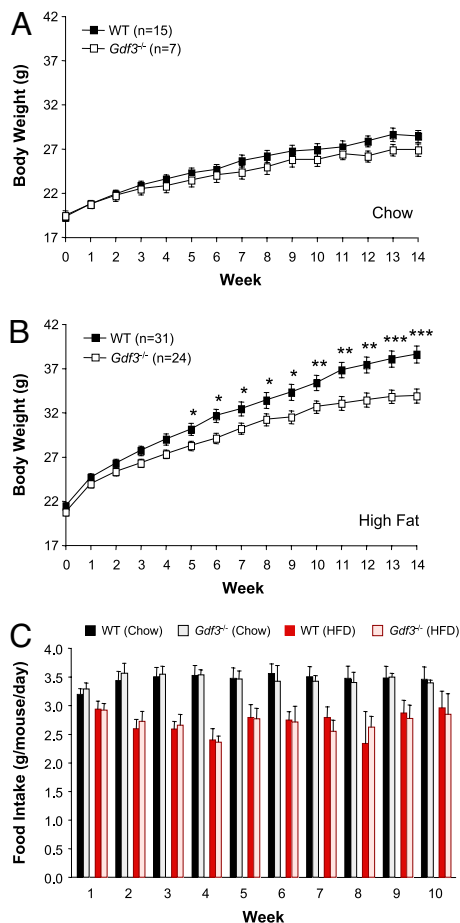 A
WT (n=15)
Gdf3-/- (n=7)
Body Weight (g)
42
37
32
27
22
17
Chow
0 1 2 3 4 5 6 7 8 9 10 11 12 13 14
Week
B
WT (n=31)
Gdf3-/- (n=24)
Body Weight (g)
42
37
32
27
22
17
* * * * * ** ** ** *** ***
High Fat
0 1 2 3 4 5 6 7 8 9 10 11 12 13 14
Week
C
WT (Chow) Gdf3-/- (Chow) WT (HFD) Gdf3-/- (HFD)
Food Intake (g/mouse/day)
4.0
3.5
3.0
2.5
2.0
1.5
1.0
0.5
0.0
1 2 3 4 5 6 7 8 9 10
Week